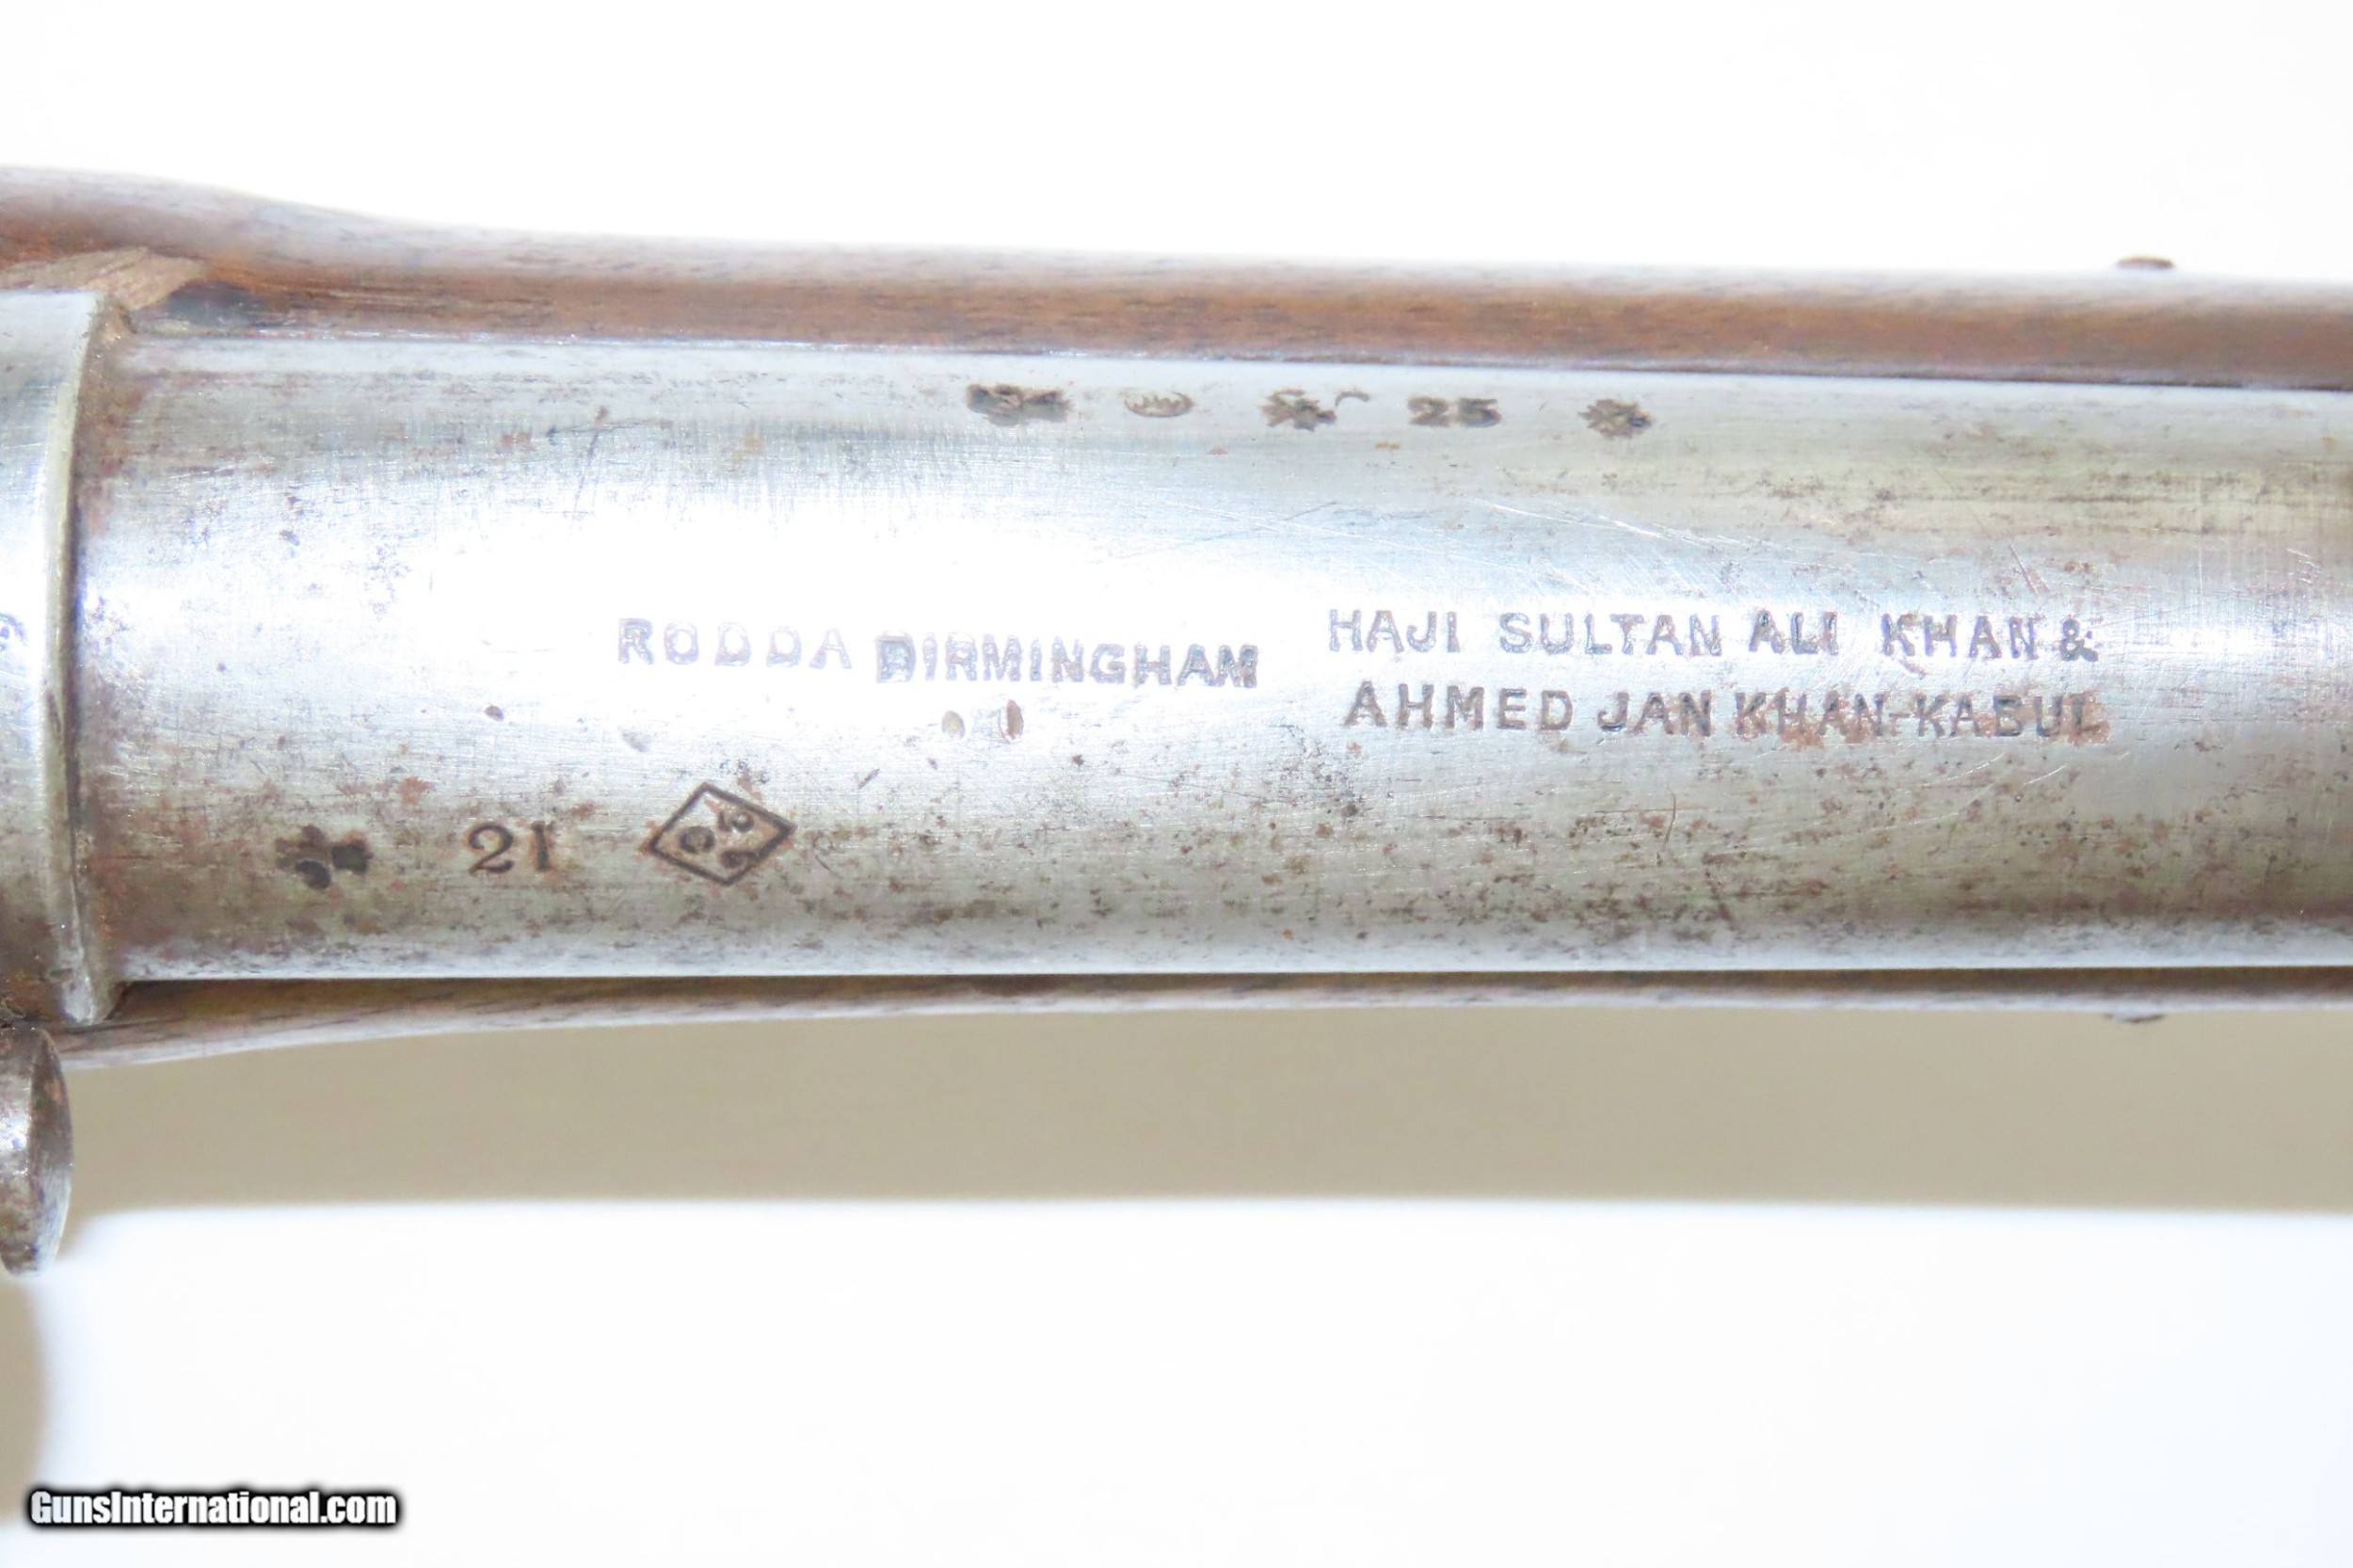 25
RODDA BIRMINGHAM
HAJI SULTAN ALI KHAN &
AHMED JAN KHAN-KABUL
21
GunsInternational.com